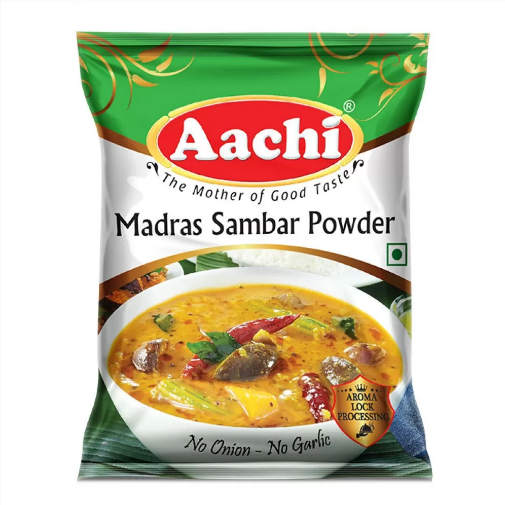 Aachi®
The Mother of Good Taste
Madras Sambar Powder
AROMA
LOCK
PROCESSING
No Onion - No Garlic